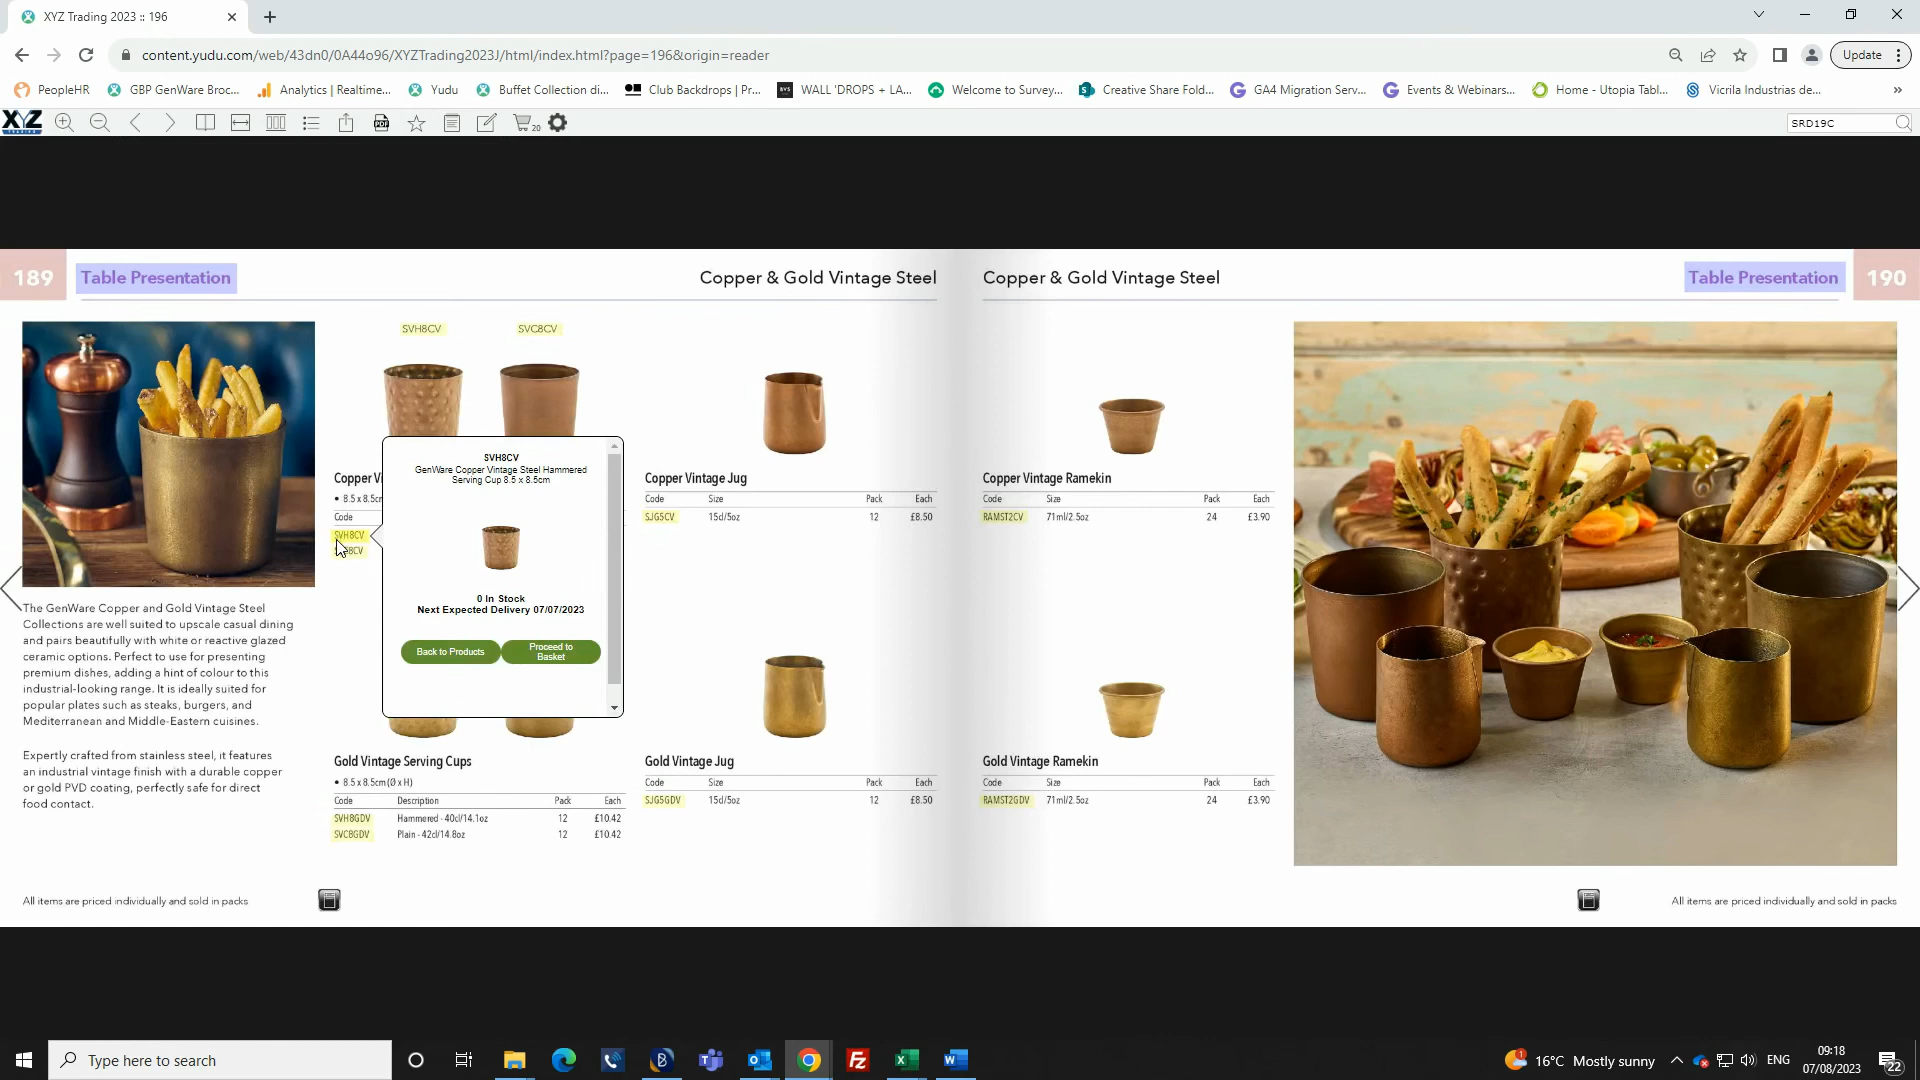 XYZ Trading 2023 :: 196
content.yudu.com/web/43dn0/0A44o96/XYZTrading2023J/html/index.html?page=196&origin=reader
Update
PeopleHR
GBP GenWare Broc...
Analytics | Realtime...
Yudu
Buffet Collection di...
Club Backdrops | Pr...
WALL 'DROPS + LA...
Welcome to Survey...
Creative Share Fold...
GA4 Migration Serv...
Events & Webinars...
Home - Utopia Tabl...
Vicrila Industrias de...
XYZ
20
SRD19C
189
Table Presentation
Copper & Gold Vintage Steel
SVH8CV
SVC8CV
Copper Vi
• 8.5 x 8.5cm
Code
SVH8CV
8CV
SVH8CV
GenWare Copper Vintage Steel Hammered
Serving Cup 8.5 x 8.5cm
0 In Stock
Next Expected Delivery 07/07/2023
Back to Products
Proceed to
Basket
Copper Vintage Jug
Code Size Pack Each
SJG5CV 15cl/5oz 12 £8.50
The GenWare Copper and Gold Vintage Steel
Collections are well suited to upscale casual dining
and pairs beautifully with white or reactive glazed
ceramic options. Perfect to use for presenting
premium dishes, adding a hint of colour to this
industrial-looking range. It is ideally suited for
popular plates such as steaks, burgers, and
Mediterranean and Middle-Eastern cuisines.
Expertly crafted from stainless steel, it features
an industrial vintage finish with a durable copper
or gold PVD coating, perfectly safe for direct
food contact.
Gold Vintage Serving Cups
• 8.5 x 8.5cm (Ø x H)
Code Description Pack Each
SVH8GDV Hammered - 40cl/14.1oz 12 £10.42
SVC8GDV Plain - 42cl/14.8oz 12 £10.42
Gold Vintage Jug
Code Size Pack Each
SJG5GDV 15cl/5oz 12 £8.50
All items are priced individually and sold in packs
Copper & Gold Vintage Steel
Table Presentation
190
Copper Vintage Ramekin
Code Size Pack Each
RAMST2CV 71ml/2.5oz 24 £3.90
Gold Vintage Ramekin
Code Size Pack Each
RAMST2GDV 71ml/2.5oz 24 £3.90
All items are priced individually and sold in packs
Type here to search
16°C Mostly sunny
ENG
09:18
07/08/2023
22